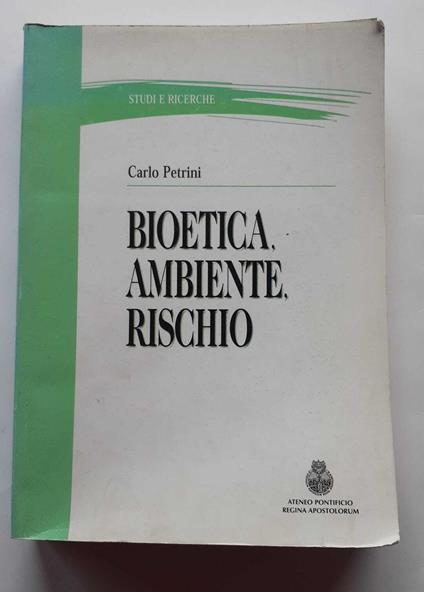 STUDI E RICERCHE
Carlo Petrini
BIOETICA,
AMBIENTE,
RISCHIO
ATENEO PONTIFICIO
REGINA APOSTOLORUM